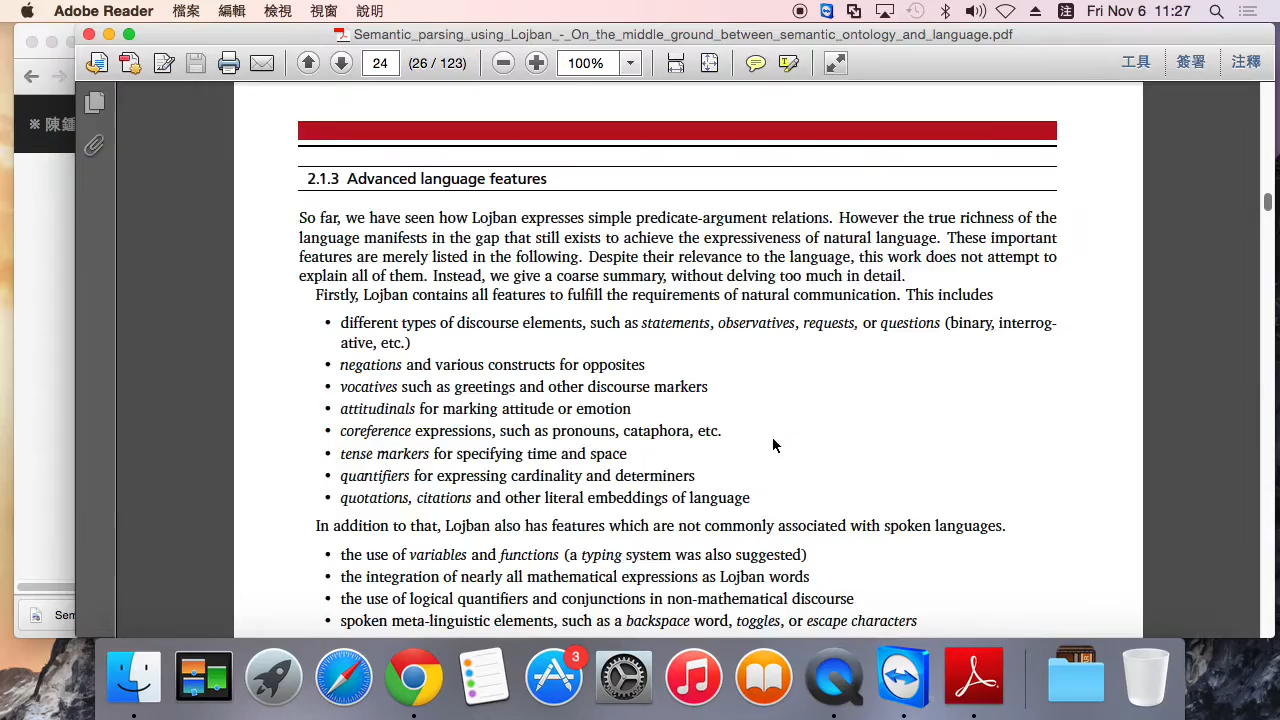 Adobe Reader 檔案 編輯 檢視 視窗 說明 注 Fri Nov 6 11:27
Semantic_parsing_using_Lojban_-_On_the_middle_ground_between_semantic_ontology_and_language.pdf
24 (26 / 123) 100% 工具 簽署 注釋
※ 陳鍾
2.1.3 Advanced language features
So far, we have seen how Lojban expresses simple predicate-argument relations. However the true richness of the
language manifests in the gap that still exists to achieve the expressiveness of natural language. These important
features are merely listed in the following. Despite their relevance to the language, this work does not attempt to
explain all of them. Instead, we give a coarse summary, without delving too much in detail.
Firstly, Lojban contains all features to fulfill the requirements of natural communication. This includes
• different types of discourse elements, such as statements, observatives, requests, or questions (binary, interrog-
ative, etc.)
• negations and various constructs for opposites
• vocatives such as greetings and other discourse markers
• attitudinals for marking attitude or emotion
• coreference expressions, such as pronouns, cataphora, etc.
• tense markers for specifying time and space
• quantifiers for expressing cardinality and determiners
• quotations, citations and other literal embeddings of language
In addition to that, Lojban also has features which are not commonly associated with spoken languages.
• the use of variables and functions (a typing system was also suggested)
• the integration of nearly all mathematical expressions as Lojban words
• the use of logical quantifiers and conjunctions in non-mathematical discourse
• spoken meta-linguistic elements, such as a backspace word, toggles, or escape characters
Sem
3